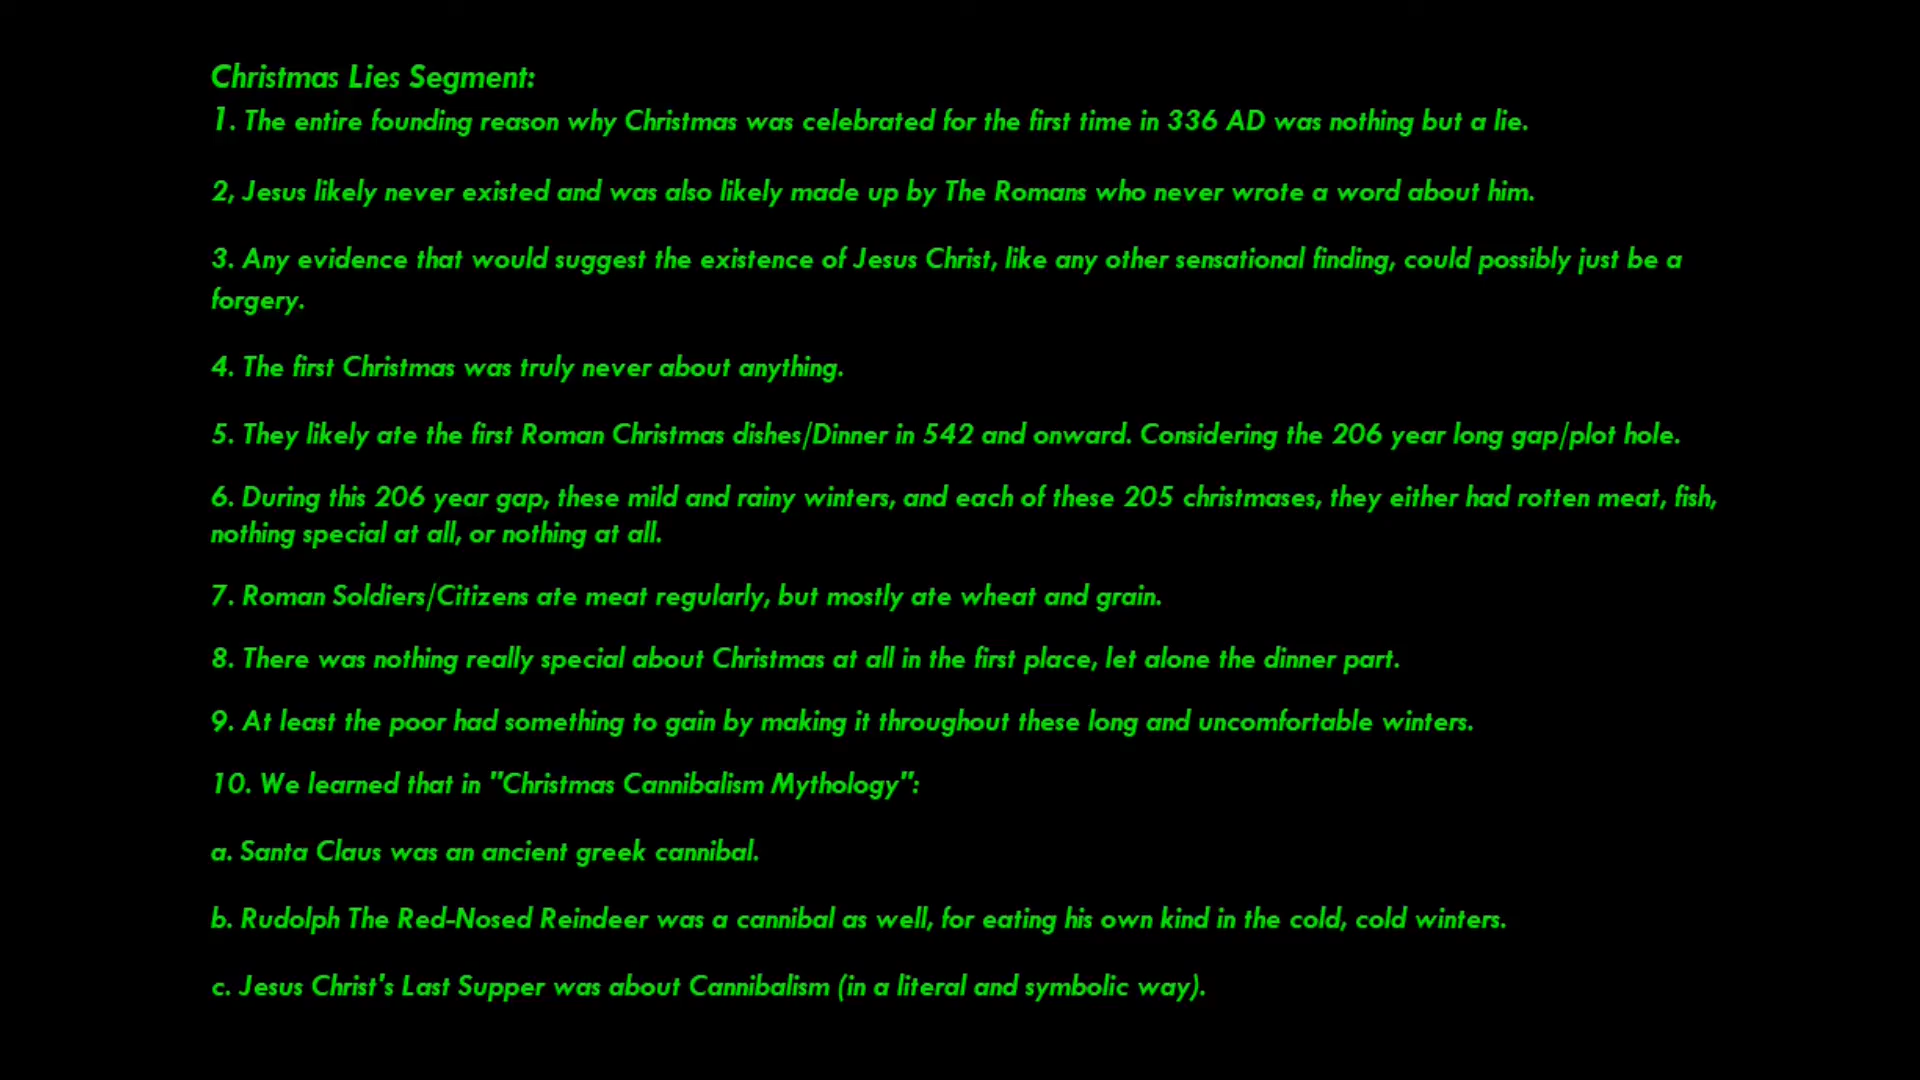 Christmas Lies Segment:
1. The entire founding reason why Christmas was celebrated for the first time in 336 AD was nothing but a lie.
2, Jesus likely never existed and was also likely made up by The Romans who never wrote a word about him.
3. Any evidence that would suggest the existence of Jesus Christ, like any other sensational finding, could possibly just be a
forgery.
4. The first Christmas was truly never about anything.
5. They likely ate the first Roman Christmas dishes/Dinner in 542 and onward. Considering the 206 year long gap/plot hole.
6. During this 206 year gap, these mild and rainy winters, and each of these 205 christmases, they either had rotten meat, fish,
nothing special at all, or nothing at all.
7. Roman Soldiers/Citizens ate meat regularly, but mostly ate wheat and grain.
8. There was nothing really special about Christmas at all in the first place, let alone the dinner part.
9. At least the poor had something to gain by making it throughout these long and uncomfortable winters.
10. We learned that in "Christmas Cannibalism Mythology":
a. Santa Claus was an ancient greek cannibal.
b. Rudolph The Red-Nosed Reindeer was a cannibal as well, for eating his own kind in the cold, cold winters.
c. Jesus Christ's Last Supper was about Cannibalism (in a literal and symbolic way).